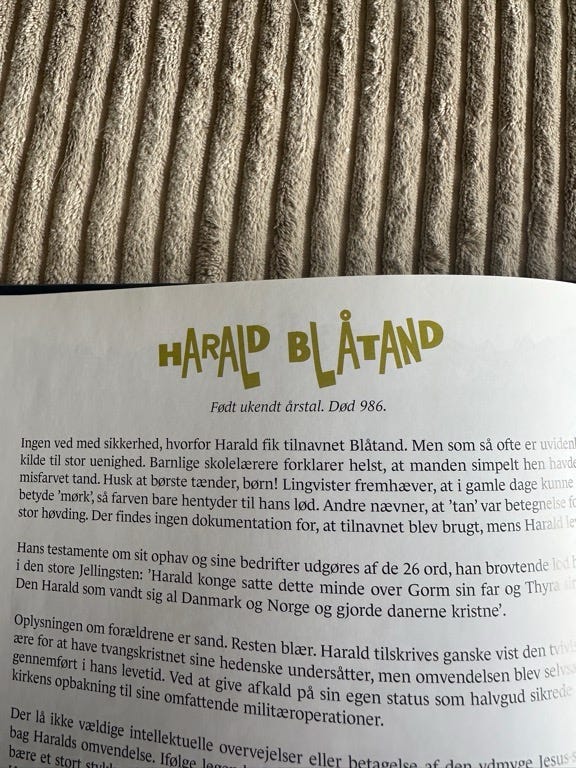 HARALD BLÅTAND
Født ukendt årstal. Død 986.
Ingen ved med sikkerhed, hvorfor Harald fik tilnavnet Blåtand. Men som så ofte er
kilde til stor uenighed. Barnlige skolelærere forklarer helst, at manden simpelt hen havde
misfarvet tand. Husk at børste tænder, børn! Lingvister fremhæver, at i gamle dage kunne
betyde ’mørk’, så farven bare hentyder til hans lød. Andre nævner, at ’tan’ var betegnelse
stor høvding. Der findes ingen dokumentation for, at tilnavnet blev brugt, mens Harald
Hans testamente om sit ophav og sine bedrifter udgøres af de 26 ord, han brovtende
i den store Jellingsten: ’Harald konge satte dette minde over Gorm sin far og Thyra
Den Harald som vandt sig al Danmark og Norge og gjorde danerne kristne’.
Oplysningen om forældrene er sand. Resten blær. Harald tilskrives ganske vist den
ære for at have tvangskristnet sine hedenske undersåtter, men omvendelsen blev
gennemført i hans levetid. Ved at give afkald på sin egen status som halvgud sikrede
kirkens opbakning til sine omfattende militæroperationer.
Der lå ikke vældige intellektuelle overvejelser eller betagelse af den ydmyge
bag Haralds omvendelse. Ifølge
bære et stort